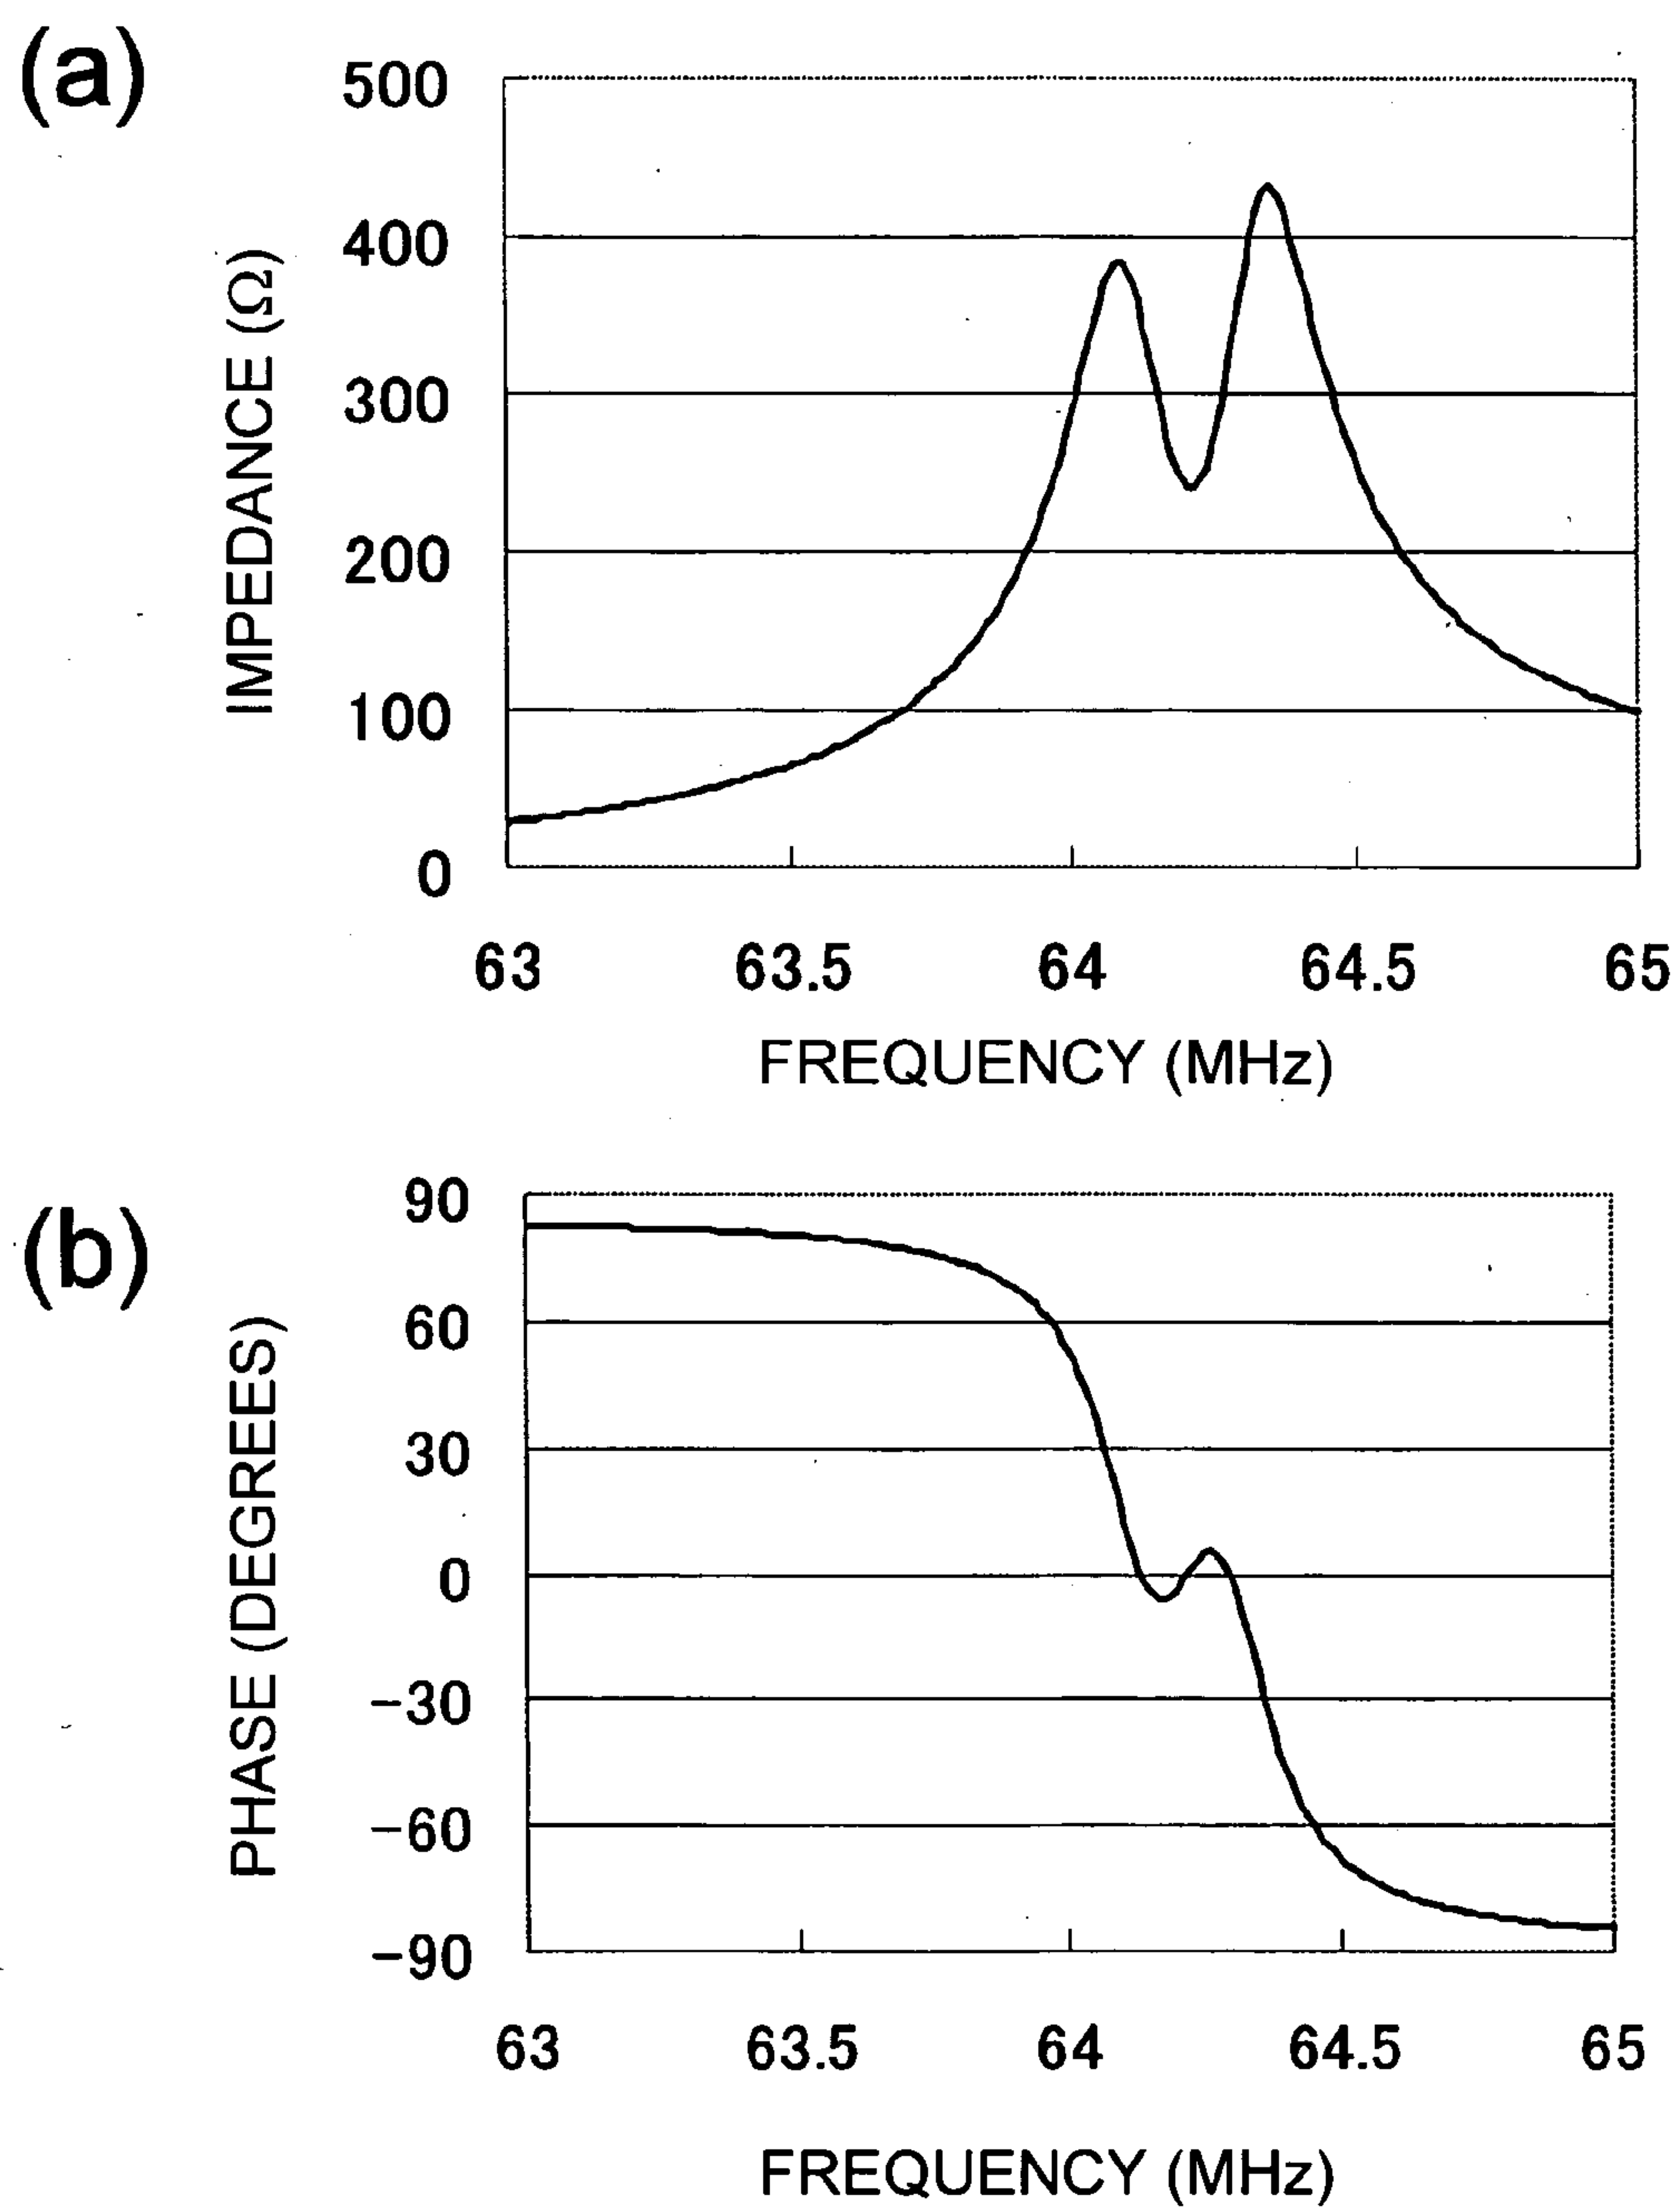 (a)
500
400
300
200
100
0
IMPEDANCE (Ω)
63 63.5 64 64.5 65
FREQUENCY (MHz)
(b)
90
60
30
0
-30
-60
-90
PHASE (DEGREES)
63 63.5 64 64.5 65
FREQUENCY (MHz)